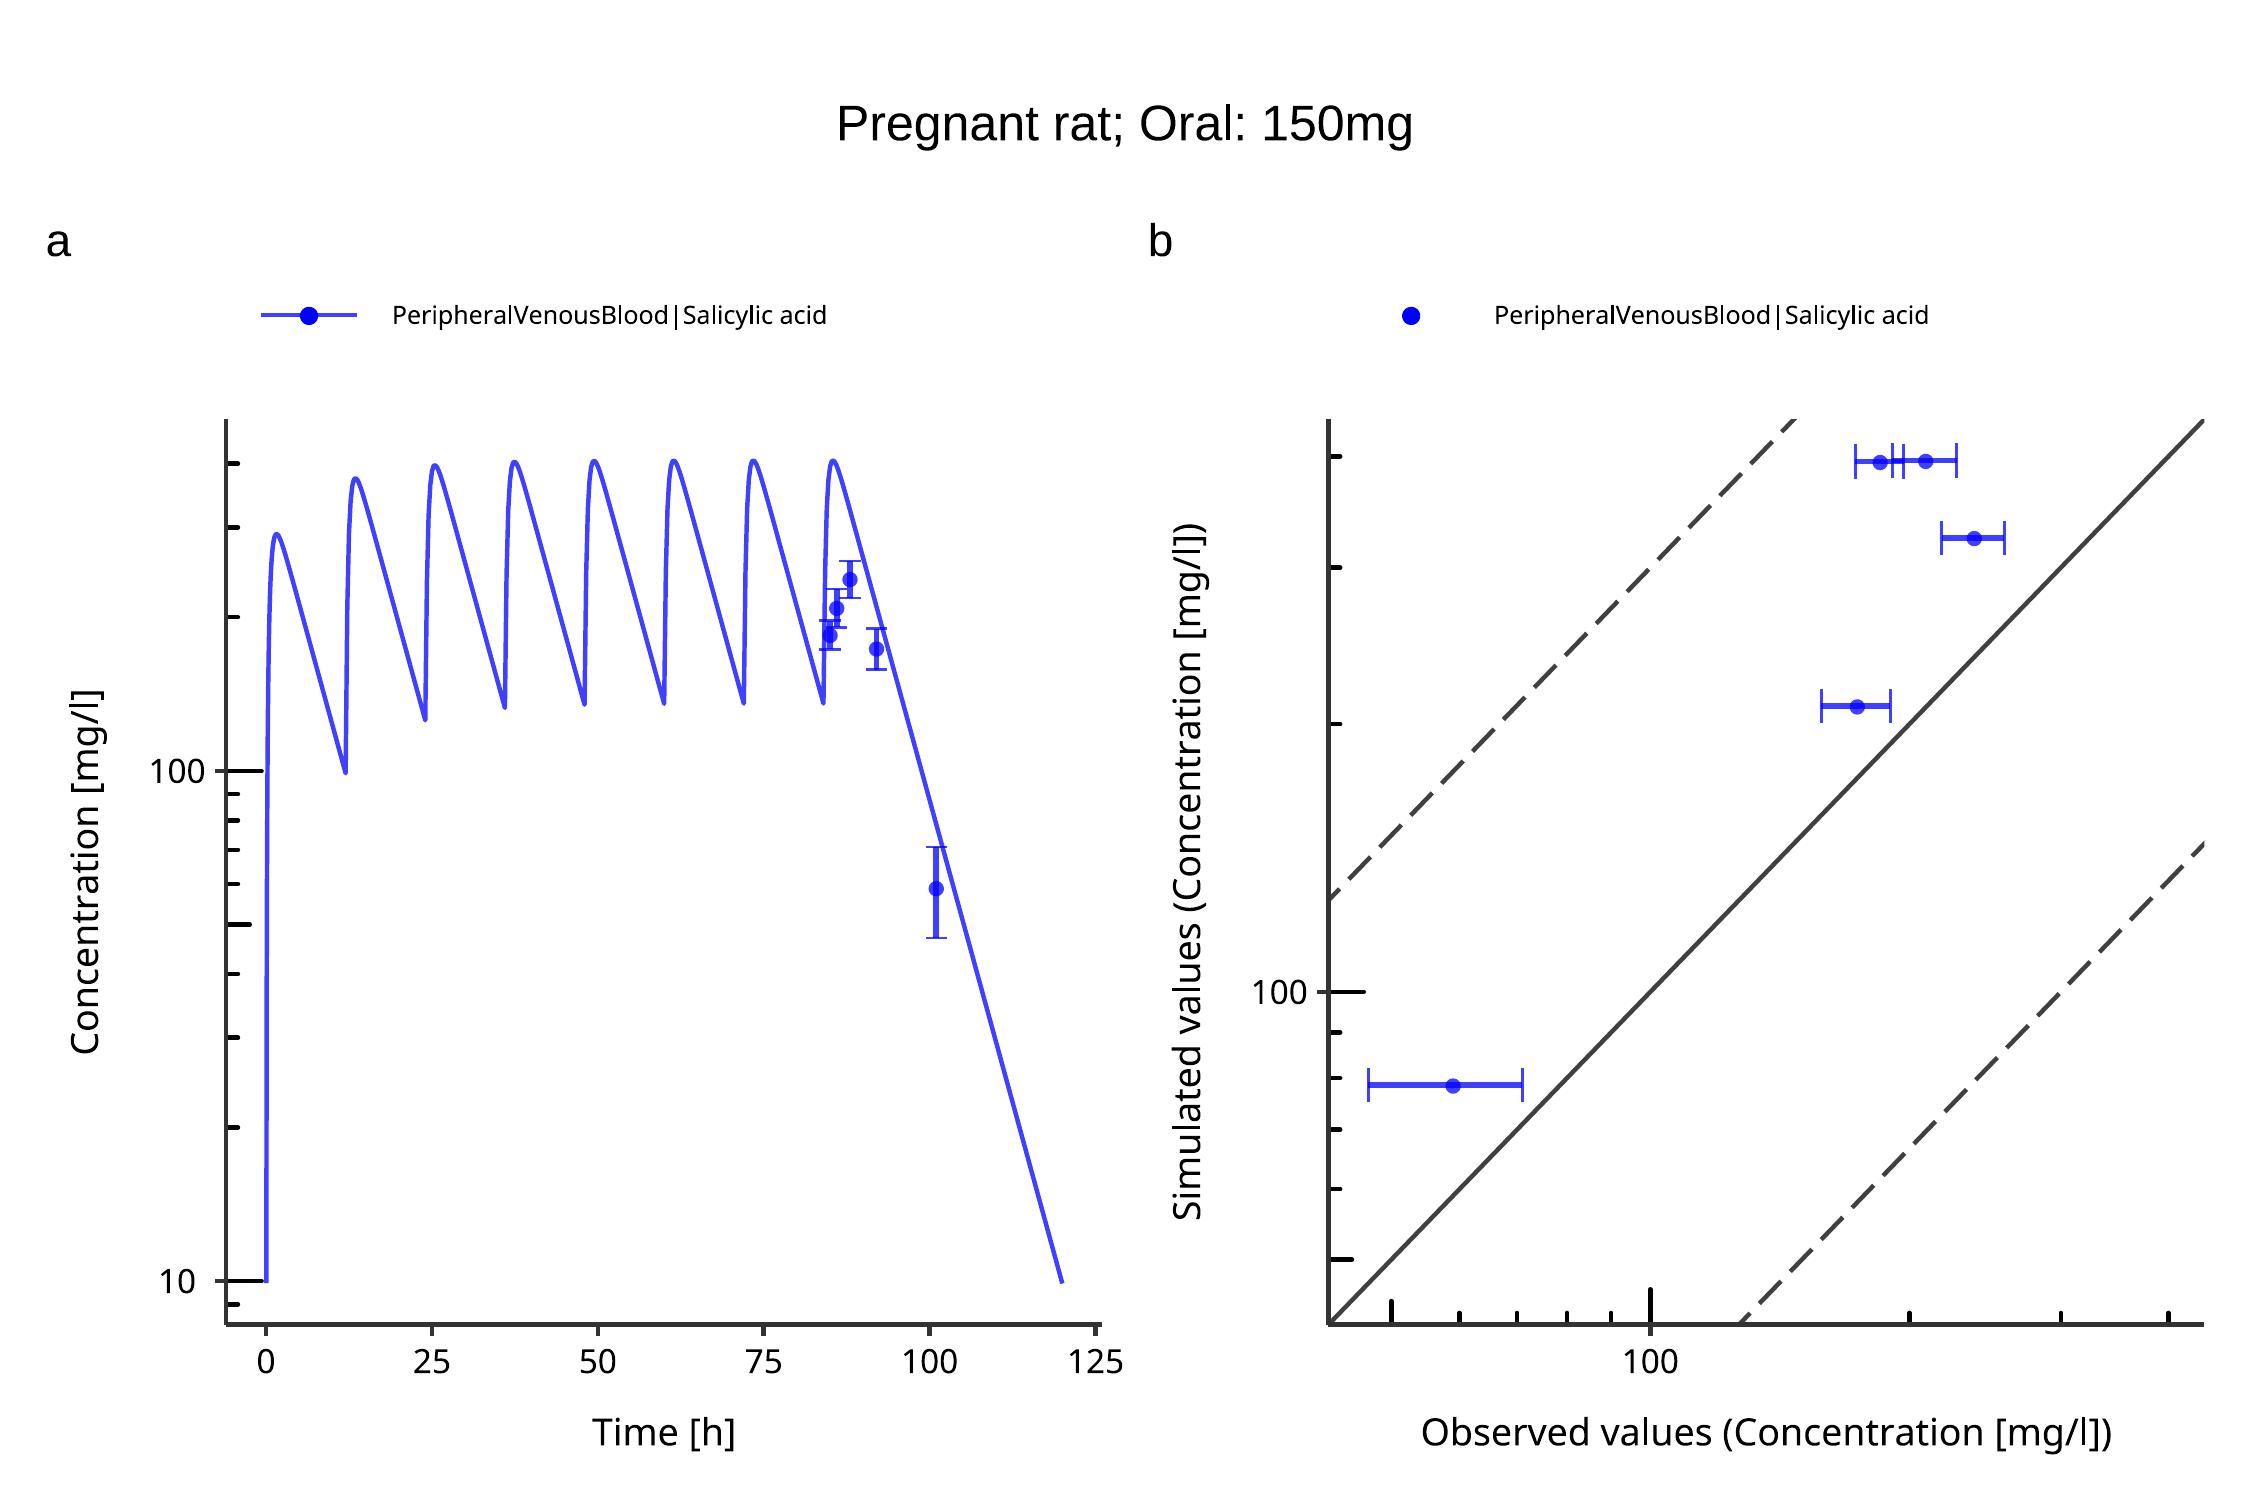 Pregnant rat; Oral: 150mg
a
PeripheralVenousBlood|Salicylic acid
Concentration [mg/l]
100
10
0 25 50 75 100 125
Time [h]
b
PeripheralVenousBlood|Salicylic acid
Simulated values (Concentration [mg/l])
100
100
Observed values (Concentration [mg/l])